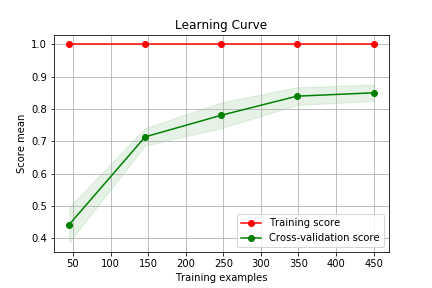 Learning Curve
1.0
0.9
0.8
0.7
0.6
0.5
0.4
Score mean
Training score
Cross-validation score
50 100 150 200 250 300 350 400 450
Training examples